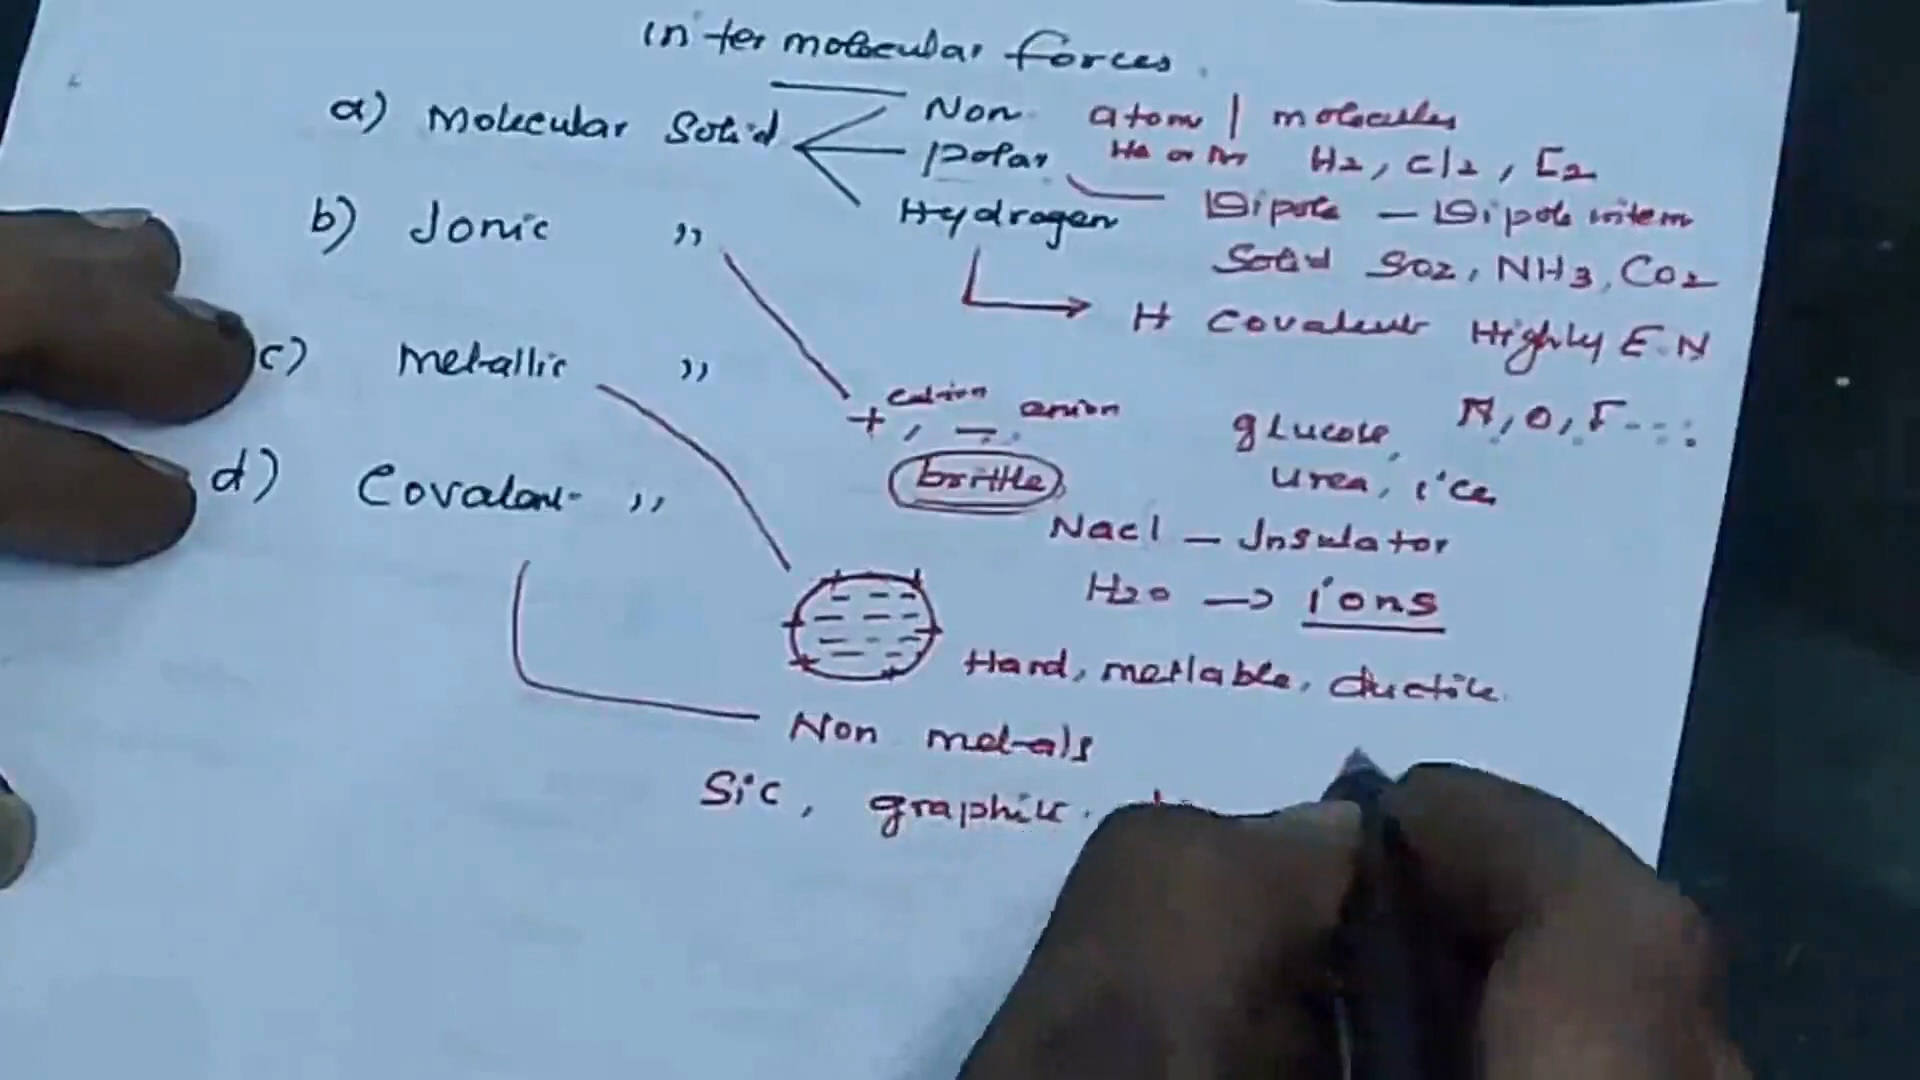 intermolecular forces
a) Molecular Solid
Non atom | molecules
Polar He or Ar H2, Cl2, I2
Hydrogen Dipole - Dipole intern
Solid SO2, NH3, CO2
b) Ionic "
H Covalent Highly E.N
N, O, F ---
c) Metallic "
+ cation, - anion
brittle
glucose,
Urea, ice
d) Covalent "
Nacl - Insulator
H2O → ions
Hard, mellable, ductile
Non metals
Sic, graphite.